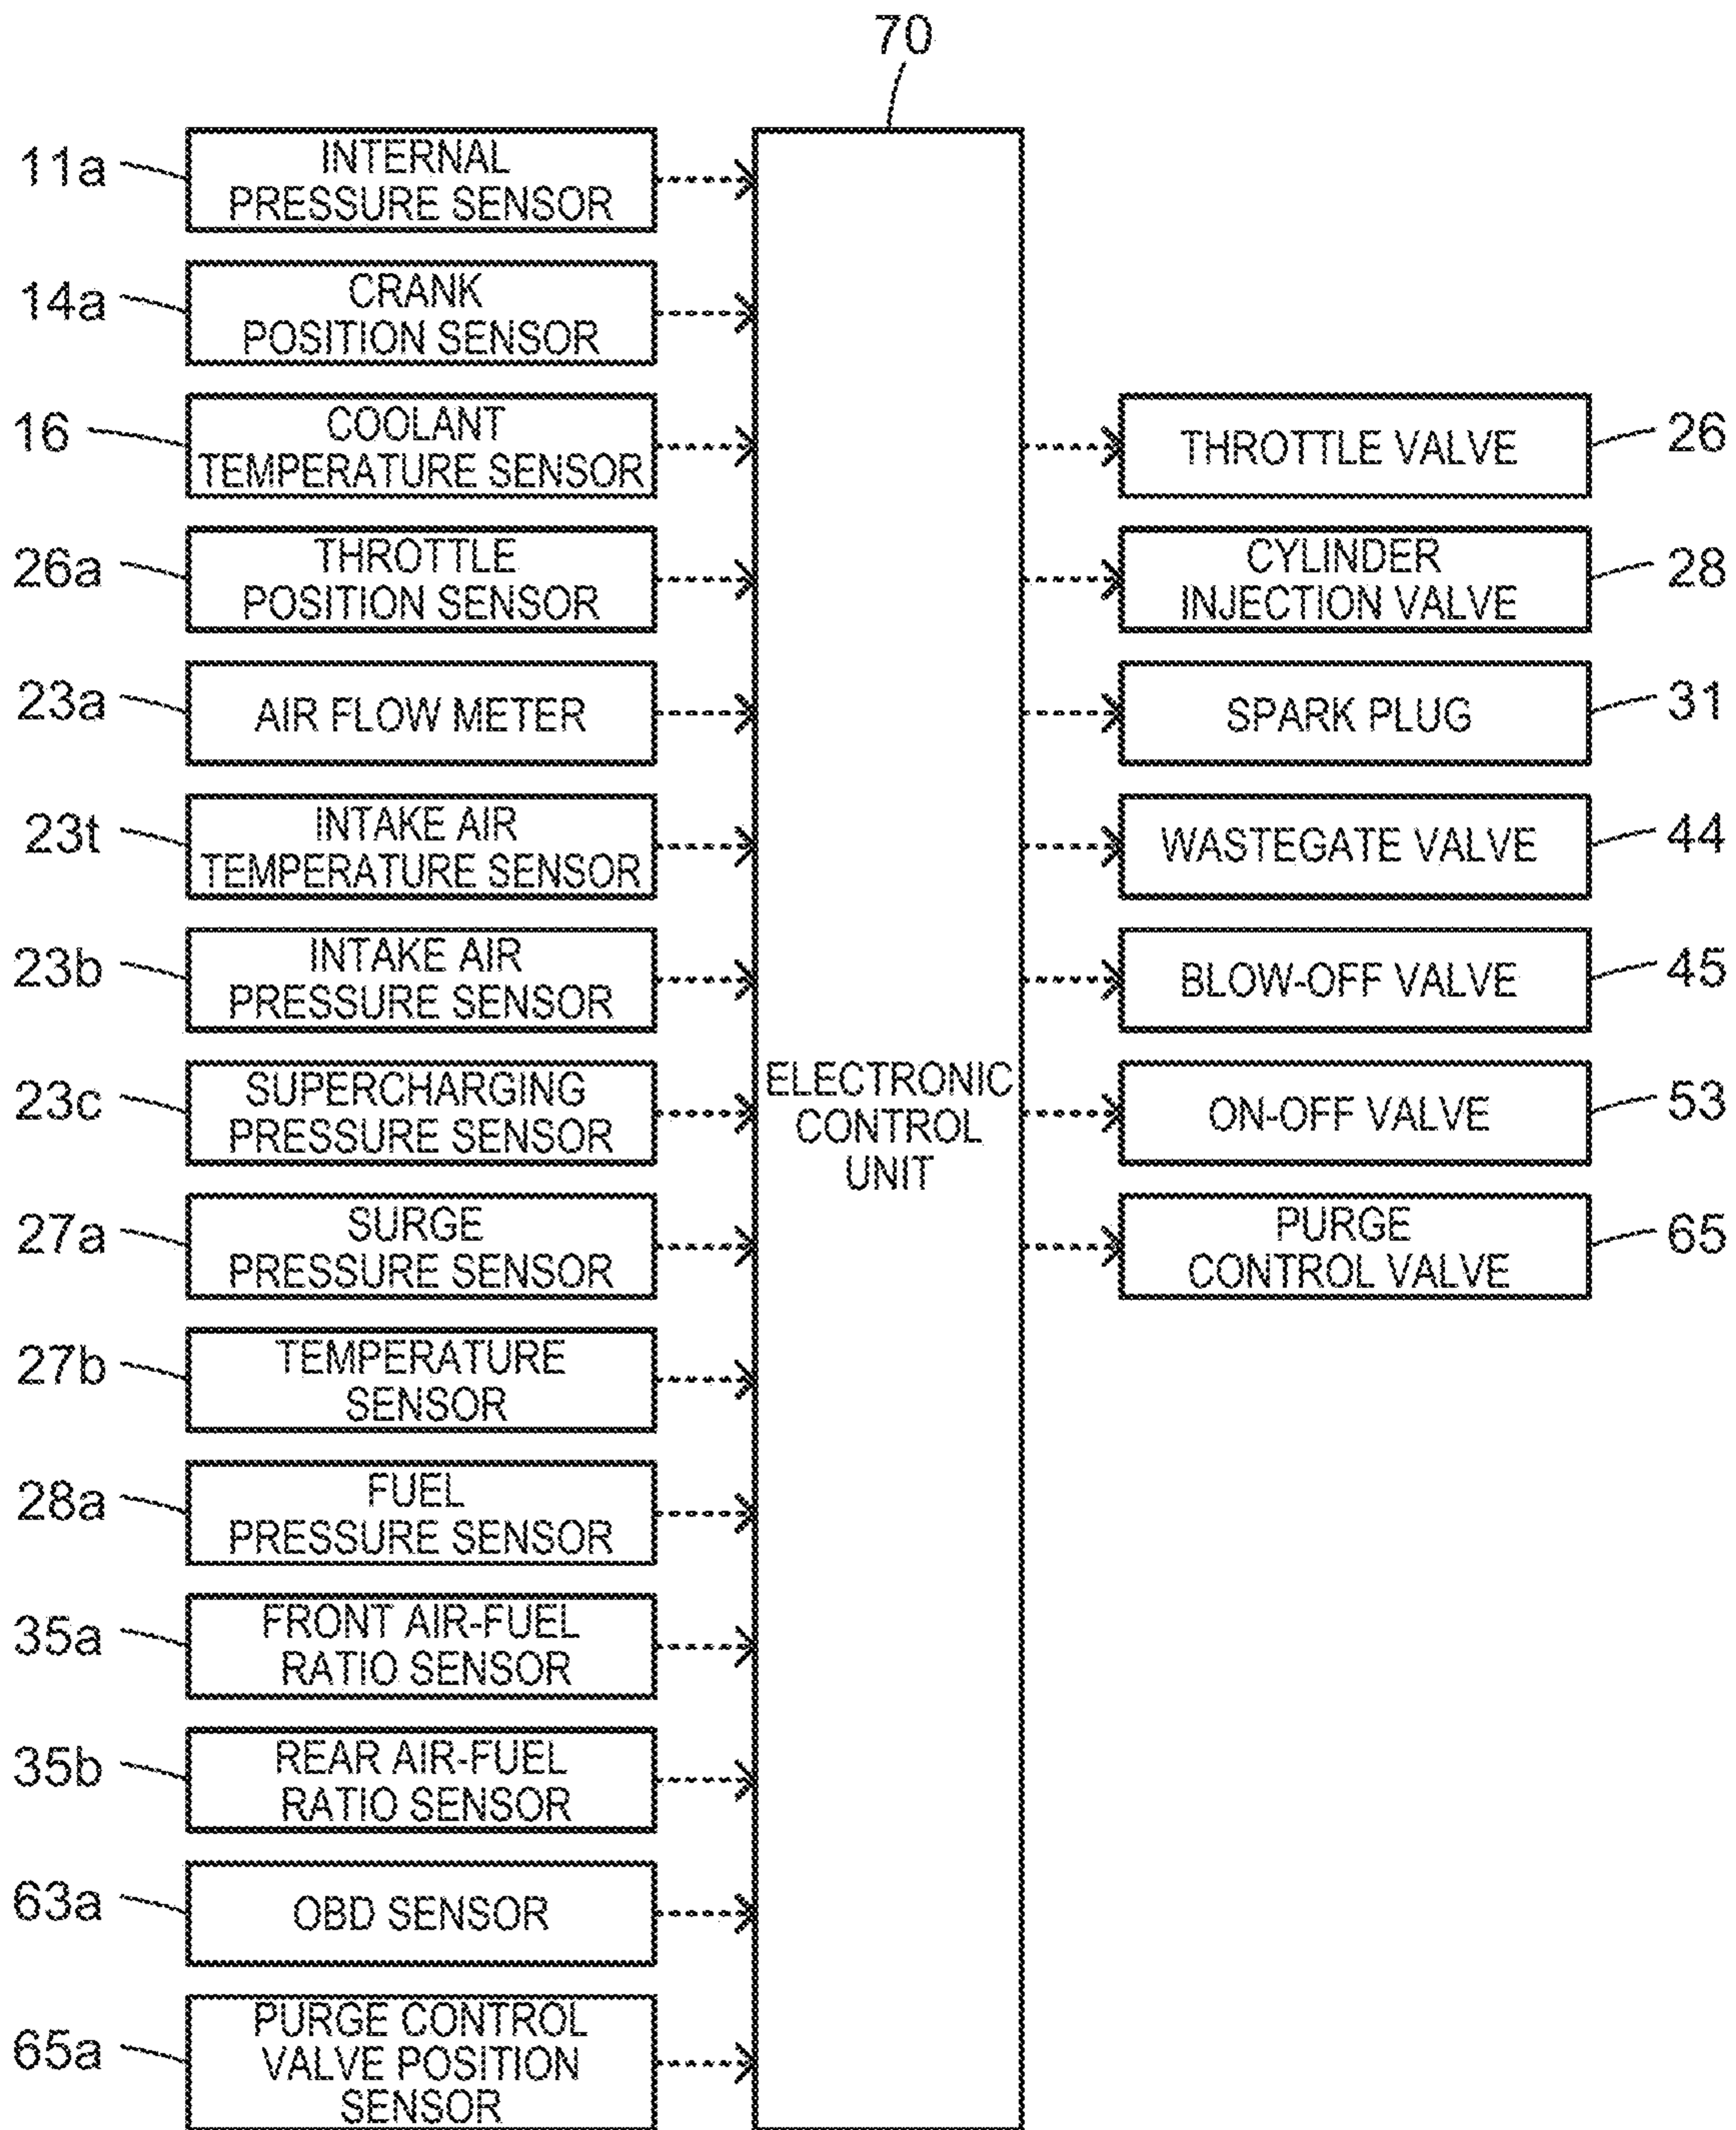 70
11a
INTERNAL
PRESSURE SENSOR
14a
CRANK
POSITION SENSOR
16
COOLANT
TEMPERATURE SENSOR
26a
THROTTLE
POSITION SENSOR
23a
AIR FLOW METER
23t
INTAKE AIR
TEMPERATURE SENSOR
23b
INTAKE AIR
PRESSURE SENSOR
23c
SUPERCHARGING
PRESSURE SENSOR
27a
SURGE
PRESSURE SENSOR
27b
TEMPERATURE
SENSOR
28a
FUEL
PRESSURE SENSOR
35a
FRONT AIR-FUEL
RATIO SENSOR
35b
REAR AIR-FUEL
RATIO SENSOR
63a
OBD SENSOR
65a
PURGE CONTROL
VALVE POSITION
SENSOR
ELECTRONIC
CONTROL
UNIT
THROTTLE VALVE
26
CYLINDER
INJECTION VALVE
28
SPARK PLUG
31
WASTEGATE VALVE
44
BLOW-OFF VALVE
45
ON-OFF VALVE
53
PURGE
CONTROL VALVE
65